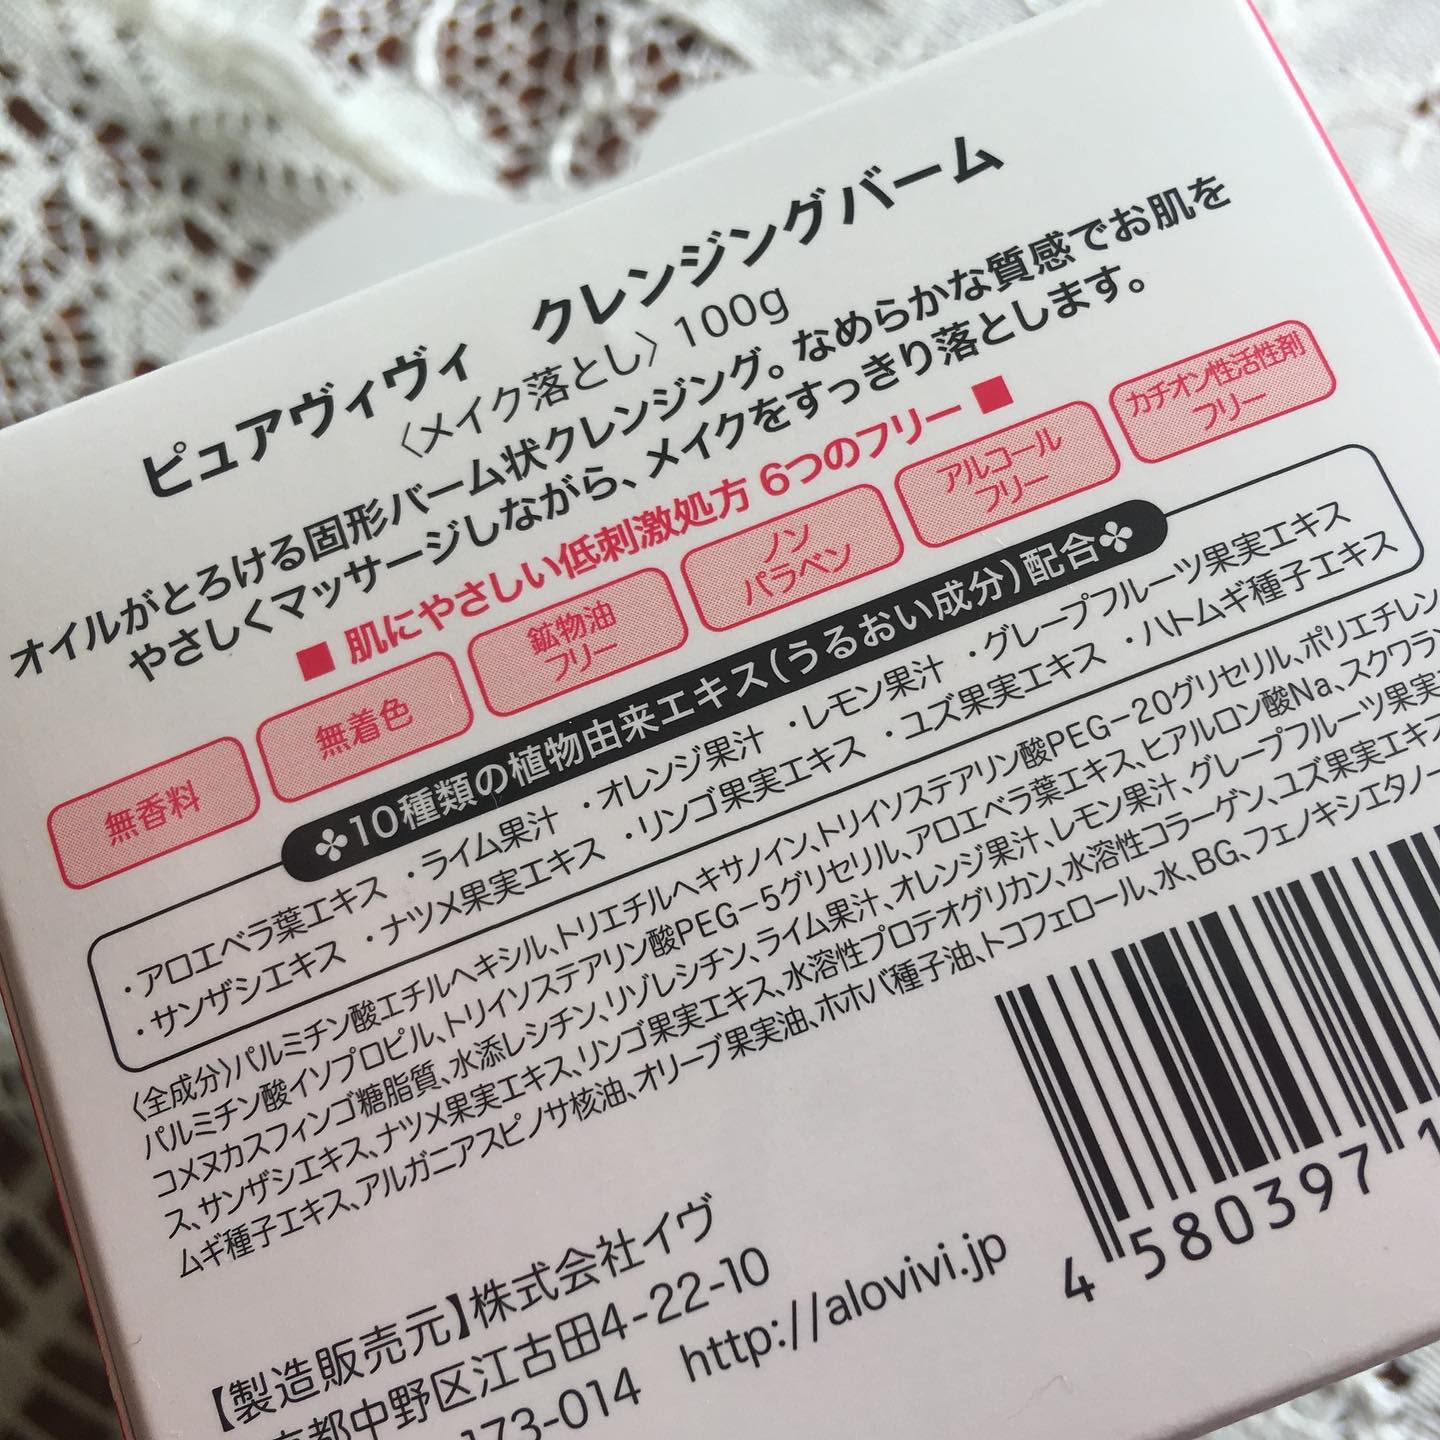 ピュアヴィヴィ クレンジングバーム
〈メイク落とし〉100g
オイルがとろける固形バーム状クレンジング。なめらかな質感でお肌を
やさしくマッサージしながら、メイクをすっきり落とします。
■ 肌にやさしい低刺激処方 6つのフリー ■
無香料
無着色
鉱物油
フリー
ノン
パラベン
アルコール
フリー
カチオン性活性剤
フリー
✤10種類の植物由来エキス(うるおい成分)配合✤
・アロエベラ葉エキス ・ライム果汁 ・オレンジ果汁 ・レモン果汁 ・グレープフルーツ果実エキス
・サンザシエキス ・ナツメ果実エキス ・リンゴ果実エキス ・ユズ果実エキス ・ハトムギ種子エキス
〈全成分〉パルミチン酸エチルヘキシル、トリエチルヘキサノイン、トリイソステアリン酸PEG-20グリセリル、ポリエチレン
パルミチン酸イソプロピル、トリイソステアリン酸PEG-5グリセリル、アロエベラ葉エキス、ヒアルロン酸Na、スクワラン
コメヌカスフィンゴ糖脂質、水添レシチン、リゾレシチン、ライム果汁、オレンジ果汁、レモン果汁、グレープフルーツ果実
ス、サンザシエキス、ナツメ果実エキス、リンゴ果実エキス、水溶性プロテオグリカン、水溶性コラーゲン、ユズ果実エキス
ムギ種子エキス、アルガニアスピノサ核油、オリーブ果実油、ホホバ種子油、トコフェロール、水、BG、フェノキシエタノー
【製造販売元】株式会社イヴ
京都中野区江古田4-22-10
173-014 http://alovivi.jp
4 580397 1